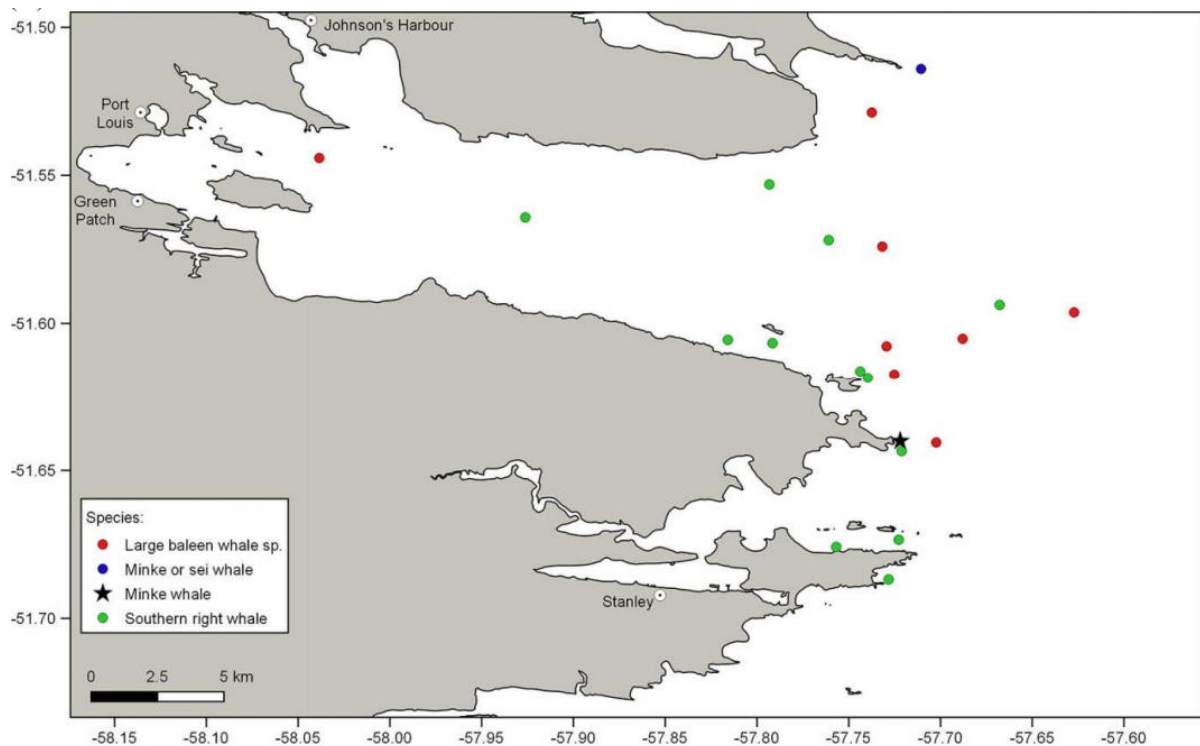 -51.50
Johnson's Harbour
Port
Louis
-51.55
Green
Patch
-51.60
-51.65
Species:
Large baleen whale sp.
Minke or sei whale
Minke whale
Southern right whale
Stanley
-51.70
0 2.5 5 km
-58.15 -58.10 -58.05 -58.00 -57.95 -57.90 -57.85 -57.80 -57.75 -57.70 -57.65 -57.60